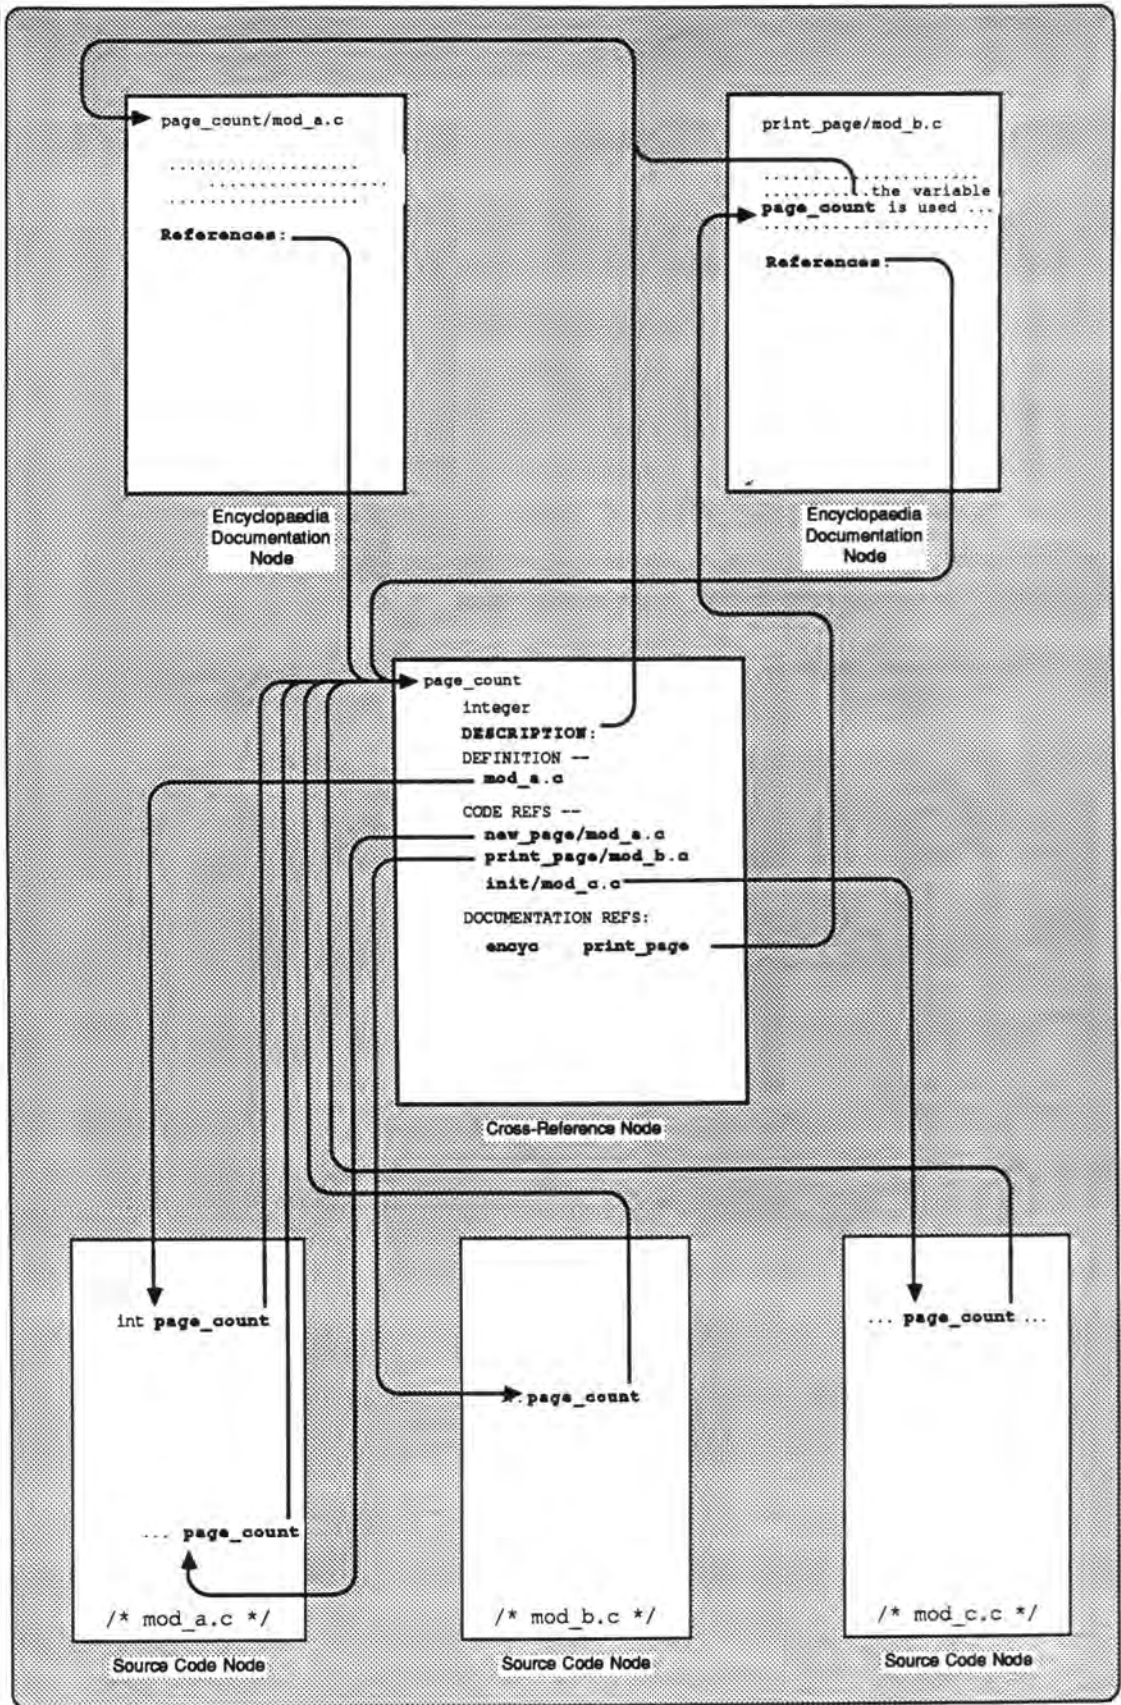 page_count/mod_a.c
...................
..................
...................
References:
Encyclopaedia
Documentation
Node
print_page/mod_b.c
.....................
...........the variable
page_count is used ...
......................
References:
Encyclopaedia
Documentation
Node
page_count
integer
DESCRIPTION:
DEFINITION --
mod_a.c
CODE REFS --
new_page/mod_a.c
print_page/mod_b.c
init/mod_c.c
DOCUMENTATION REFS:
encyc print_page
Cross-Reference Node
int page_count
... page_count
/* mod_a.c */
Source Code Node
..page_count
/* mod_b.c */
Source Code Node
... page_count ...
/* mod_c.c */
Source Code Node